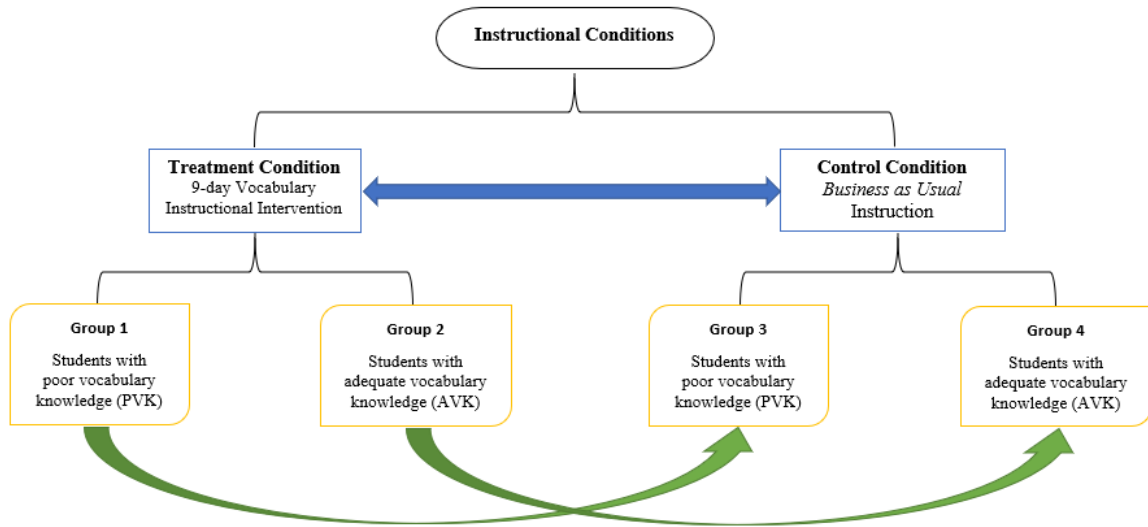 Instructional Conditions
Treatment Condition
9-day Vocabulary
Instructional Intervention
Control Condition
Business as Usual
Instruction
Group 1
Students with
poor vocabulary
knowledge (PVK)
Group 2
Students with
adequate vocabulary
knowledge (AVK)
Group 3
Students with
poor vocabulary
knowledge (PVK)
Group 4
Students with
adequate vocabulary
knowledge (AVK)